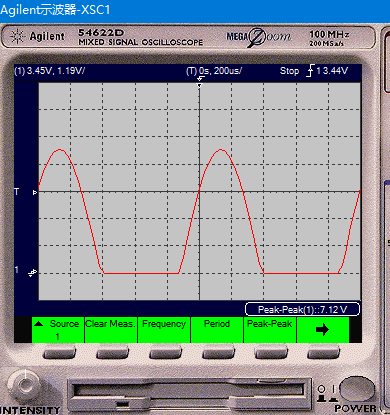 Agilent示波器-XSC1
Agilent
54622D
MIXED SIGNAL OSCILLOSCOPE
MEGA Zoom
100 MHz
200 MSa/s
(1) 3.45V, 1.19V/
(T) 0s, 200us/
Stop
1 3.44V
T
1
Peak-Peak(1)::7.12 V
Source
1
Clear Meas.
Frequency
Period
Peak-Peak
INTENSITY
O I
POWER